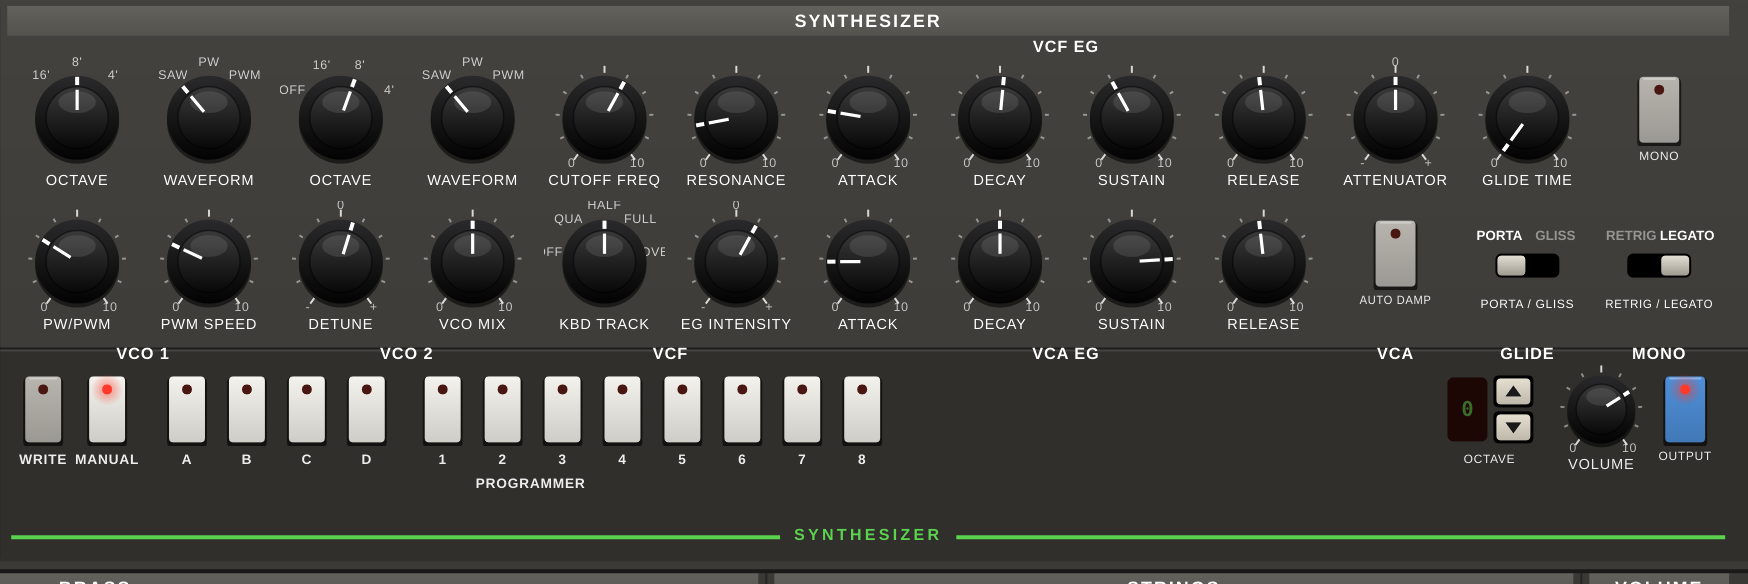 SYNTHESIZER
VCF EG
16' 8' 4' SAW PW PWM OFF 16' 8' 4' SAW PW PWM 0
0 10 0 10 0 10 0 10 0 10 0 10 - + 0 10
OCTAVE WAVEFORM OCTAVE WAVEFORM CUTOFF FREQ RESONANCE ATTACK DECAY SUSTAIN RELEASE ATTENUATOR GLIDE TIME MONO
0 QUA HALF FULL OVE 0
PORTA GLISS RETRIG LEGATO
0 10 0 10 - + 0 10 - + 0 10 0 10 0 10 0 10
AUTO DAMP PORTA / GLISS RETRIG / LEGATO
PW/PWM PWM SPEED DETUNE VCO MIX KBD TRACK EG INTENSITY ATTACK DECAY SUSTAIN RELEASE
VCO 1 VCO 2 VCF VCA EG VCA GLIDE MONO
0
0 10
WRITE MANUAL A B C D 1 2 3 4 5 6 7 8 OCTAVE VOLUME OUTPUT
PROGRAMMER
SYNTHESIZER
BRASS STRINGS VOLUME